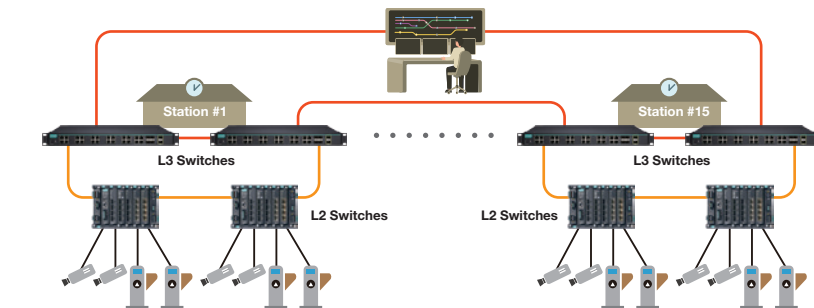 Station #1
Station #15
L3 Switches
L3 Switches
L2 Switches
L2 Switches